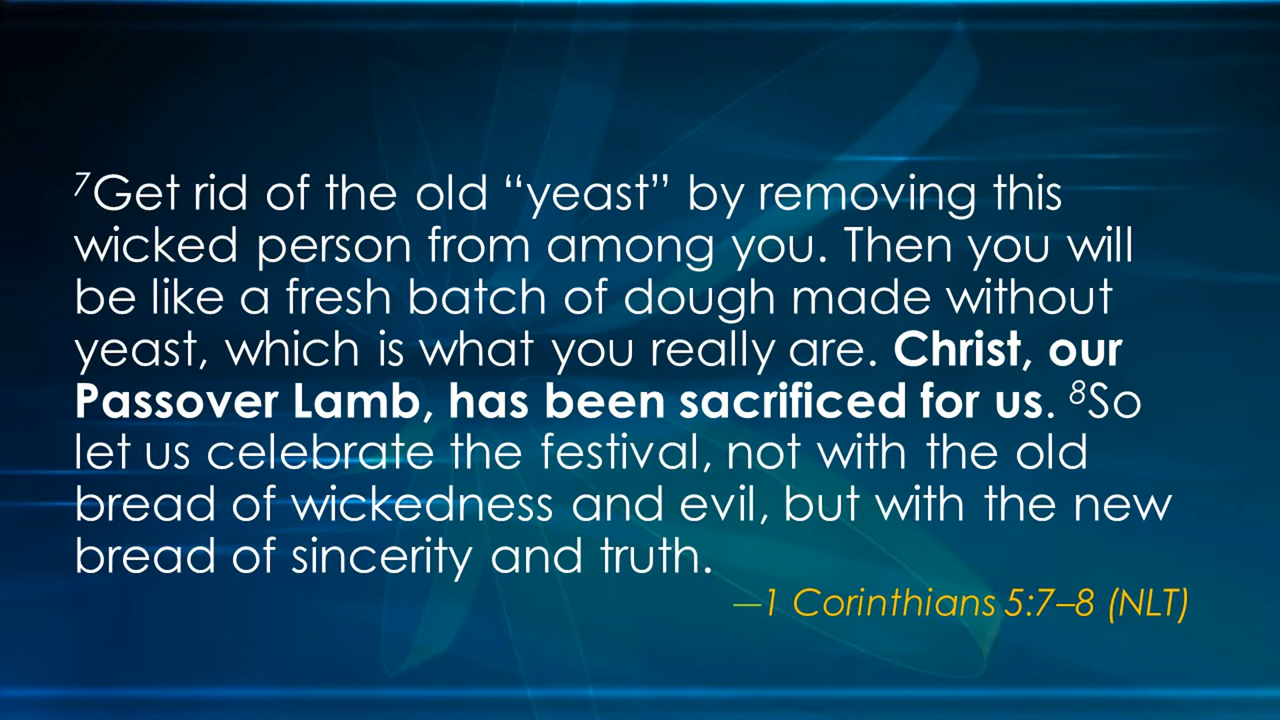 ⁷Get rid of the old “yeast” by removing this
wicked person from among you. Then you will
be like a fresh batch of dough made without
yeast, which is what you really are. Christ, our
Passover Lamb, has been sacrificed for us. ⁸So
let us celebrate the festival, not with the old
bread of wickedness and evil, but with the new
bread of sincerity and truth.
—1 Corinthians 5:7–8 (NLT)